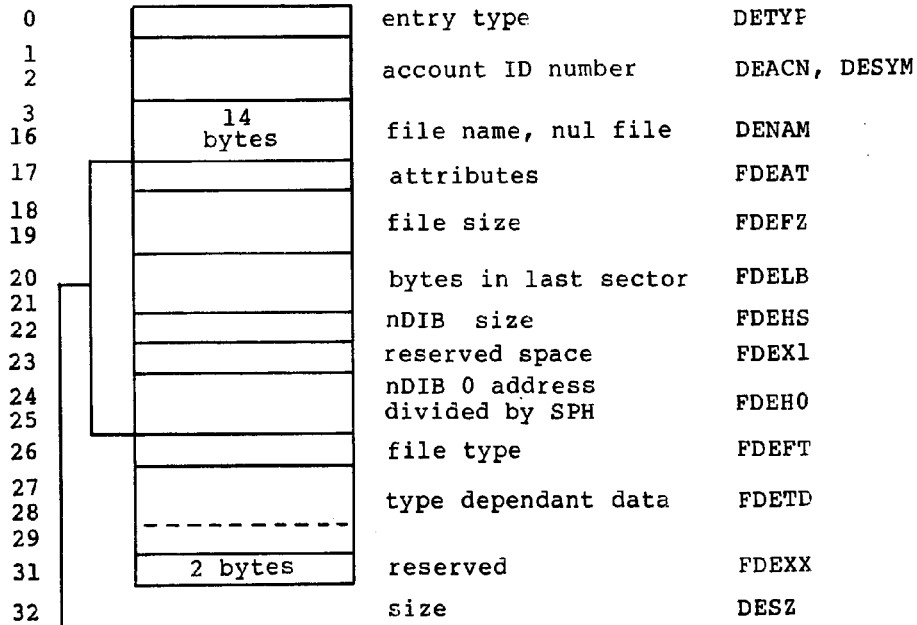 0 entry type DETYP
1
2 account ID number DEACN, DESYM
3 14
16 bytes file name, nul file DENAM
17 attributes FDEAT
18
19 file size FDEFZ
20 bytes in last sector FDELB
21
22 nDIB size FDEHS
23 reserved space FDEX1
24 nDIB 0 address
25 divided by SPH FDEH0
26 file type FDEFT
27
28 type dependant data FDETD
29
31 2 bytes reserved FDEXX
32 size DESZ